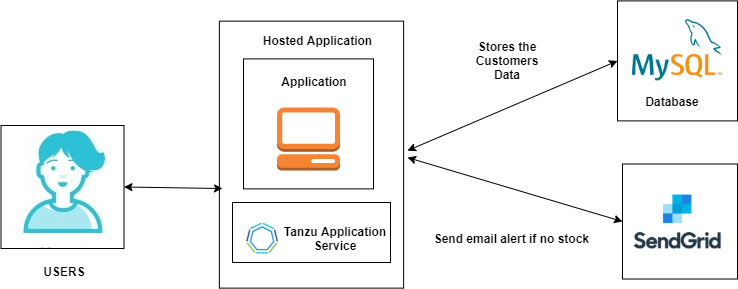 Hosted Application
Application
Tanzu Application
Service
USERS
Stores the
Customers
Data
MySQL™
Database
Send email alert if no stock
SendGrid